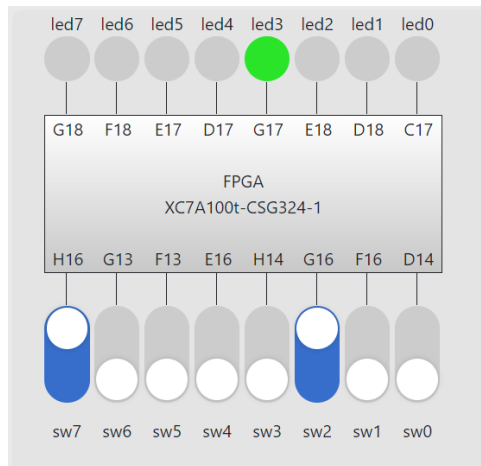 led7 led6 led5 led4 led3 led2 led1 led0
G18 F18 E17 D17 G17 E18 D18 C17
FPGA
XC7A100t-CSG324-1
H16 G13 F13 E16 H14 G16 F16 D14
sw7 sw6 sw5 sw4 sw3 sw2 sw1 sw0